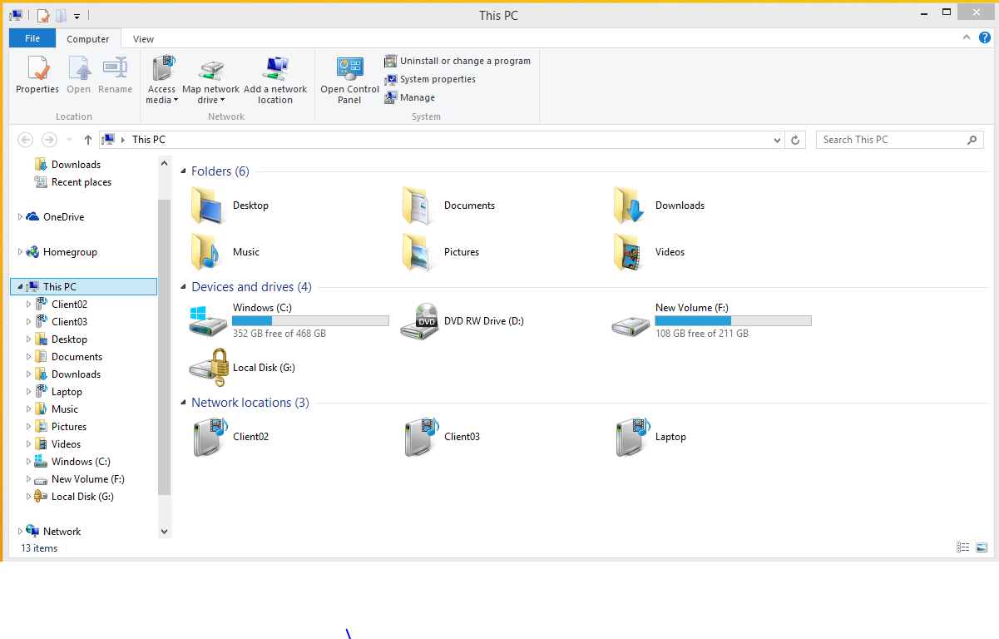 This PC
File Computer View
Properties Open Rename
Access media Map network drive Add a network location
Open Control Panel
Uninstall or change a program
System properties
Manage
Location Network System
This PC
Search This PC
Downloads
Recent places
OneDrive
Homegroup
This PC
Client02
Client03
Desktop
Documents
Downloads
Laptop
Music
Pictures
Videos
Windows (C:)
New Volume (F:)
Local Disk (G:)
Network
Folders (6)
Desktop Documents Downloads
Music Pictures Videos
Devices and drives (4)
Windows (C:)
352 GB free of 468 GB
DVD
DVD RW Drive (D:)
New Volume (F:)
108 GB free of 211 GB
Local Disk (G:)
Network locations (3)
Client02 Client03 Laptop
13 items
\